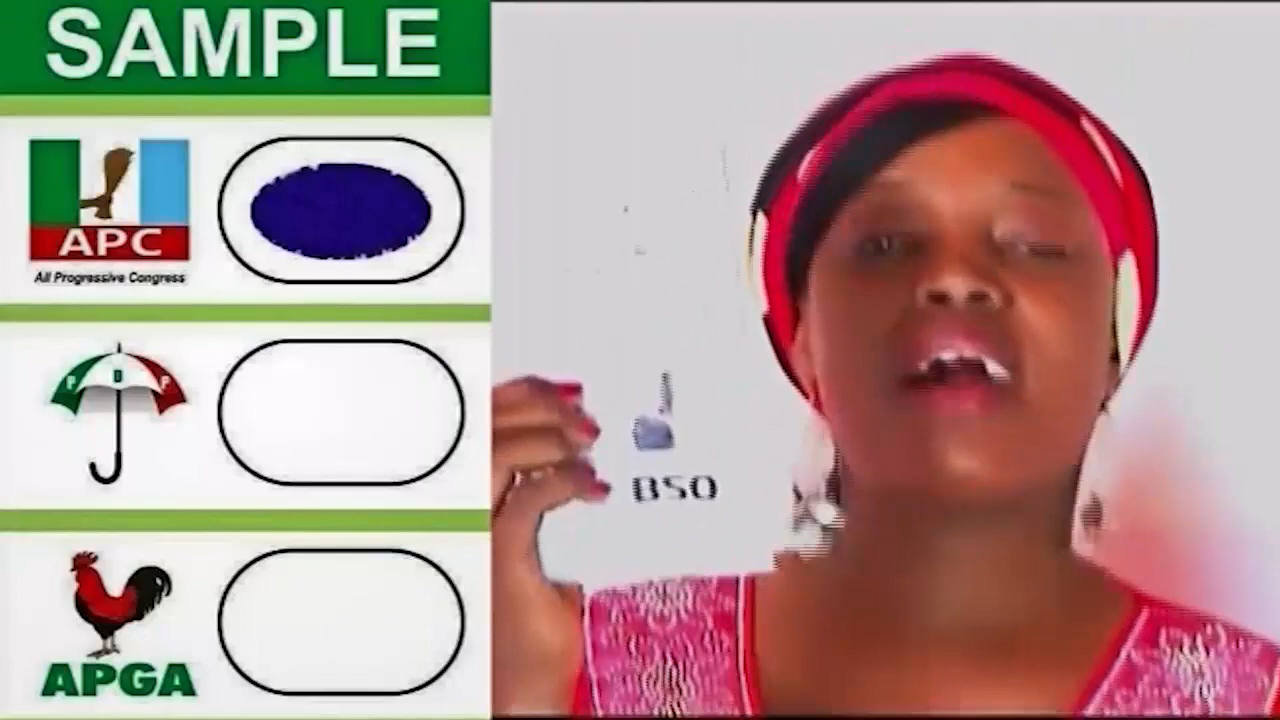 SAMPLE
APC
All Progressive Congress
P D P
APGA
BSO